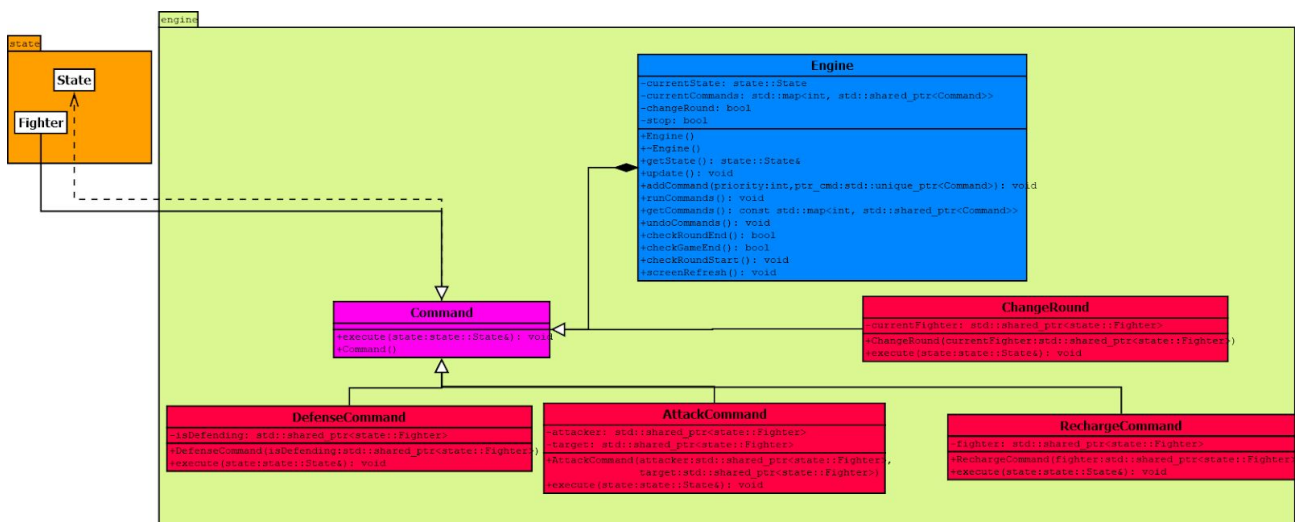 engine
state
State
Fighter
Engine
-currentState: state::State
-currentCommands: std::map<int, std::shared_ptr<Command>>
-changeRound: bool
-stop: bool
+Engine()
+~Engine()
+getState(): state::State&
+update(): void
+addCommand(priority:int,ptr_cmd:std::unique_ptr<Command>): void
+runCommands(): void
+getCommands(): const std::map<int, std::shared_ptr<Command>>
+undoCommands(): void
+checkRoundEnd(): bool
+checkGameEnd(): bool
+checkRoundStart(): void
+screenRefresh(): void
Command
+execute(state:state::State&): void
+Command()
ChangeRound
-currentFighter: std::shared_ptr<state::Fighter>
+ChangeRound(currentFighter:std::shared_ptr<state::Fighter>)
+execute(state:state::State&): void
DefenseCommand
-isDefending: std::shared_ptr<state::Fighter>
+DefenseCommand(isDefending:std::shared_ptr<state::Fighter>)
+execute(state:state::State&): void
AttackCommand
-attacker: std::shared_ptr<state::Fighter>
-target: std::shared_ptr<state::Fighter>
+AttackCommand(attacker:std::shared_ptr<state::Fighter>,
target:std::shared_ptr<state::Fighter>)
+execute(state:state::State&): void
RechargeCommand
-fighter: std::shared_ptr<state::Fighter>
+RechargeCommand(fighter:std::shared_ptr<state::Fighter>)
+execute(state:state::State&): void